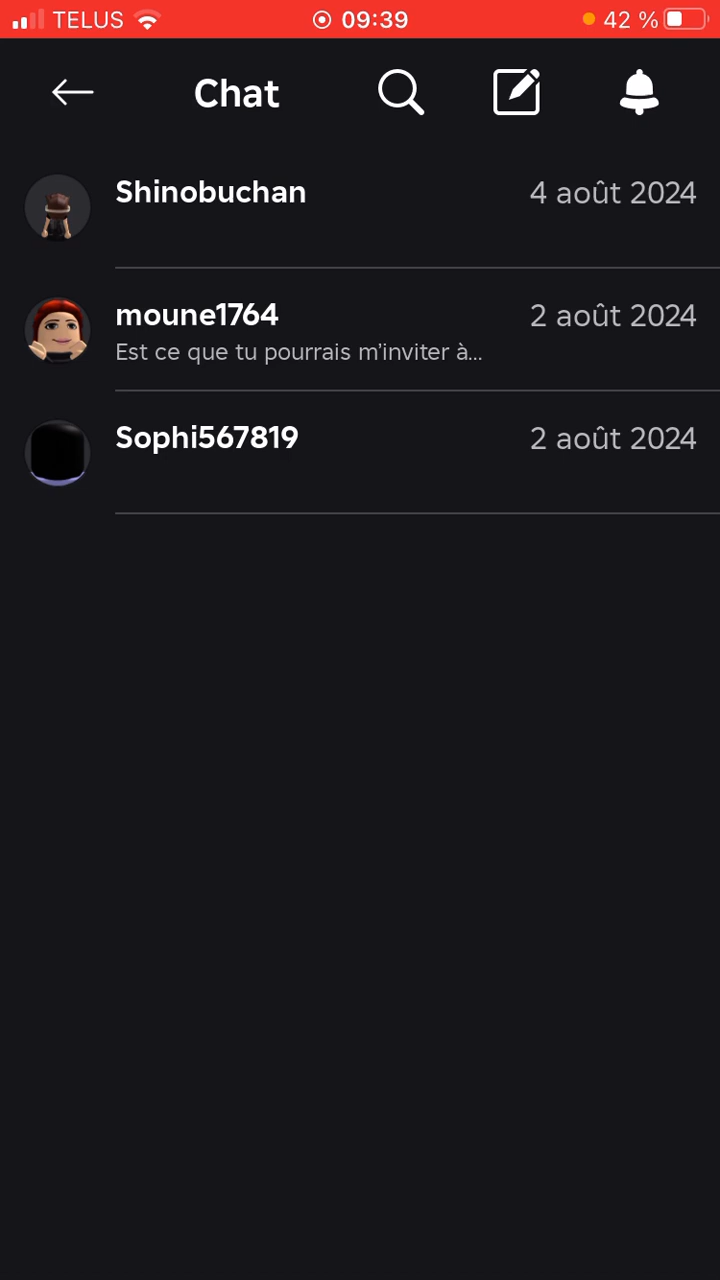 TELUS 09:39 42 %
Chat
Shinobuchan 4 août 2024
moune1764 2 août 2024
Est ce que tu pourrais m'inviter à...
Sophi567819 2 août 2024